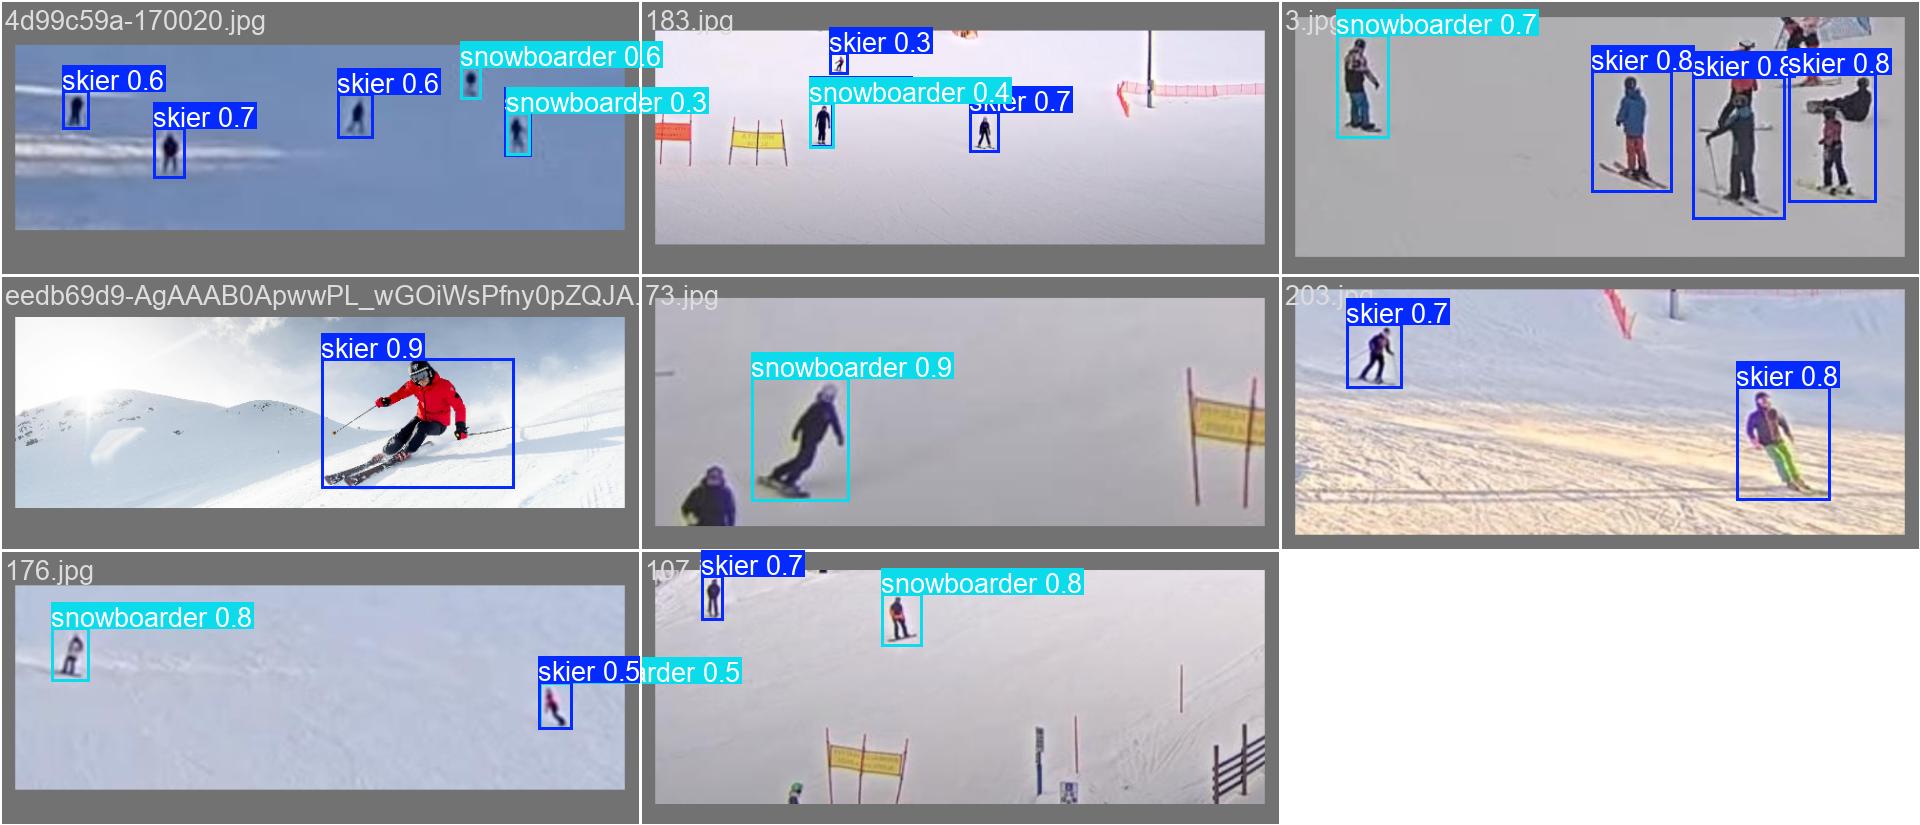 4d99c59a-170020.jpg
skier 0.6
skier 0.7
skier 0.6
snowboarder 0.6
snowboarder 0.3
183.jpg
skier 0.3
snowboarder 0.4
skier 0.7
3.jpg
snowboarder 0.7
skier 0.8
skier 0.8
skier 0.8
eedb69d9-AgAAAB0ApwwPL_wGOiWsPfny0pZQJA.
skier 0.9
73.jpg
snowboarder 0.9
203.jpg
skier 0.7
skier 0.8
176.jpg
snowboarder 0.8
skier 0.5
rder 0.5
107
skier 0.7
snowboarder 0.8